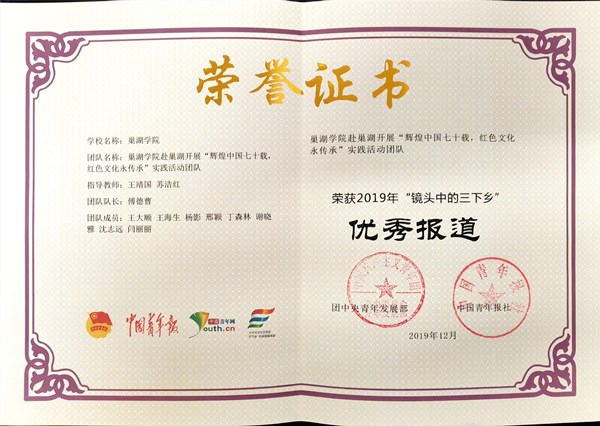 荣誉证书
学校名称：巢湖学院
团队名称：巢湖学院赴巢湖开展“辉煌中国七十载，
红色文化永传承”实践活动团队
指导教师：王靖国 苏洁红
团队队长：傅德曹
团队成员：王大顺 王海生 杨影 邢颖 丁森林 谢晓
雅 沈志远 闫丽丽
中国青年报
中国青年网
Youth.cn
巢湖学院赴巢湖开展“辉煌中国七十载，红色文化
永传承”实践活动团队
荣获2019年“镜头中的三下乡”
优秀报道
团中央青年发展部
中国青年报社
2019年12月